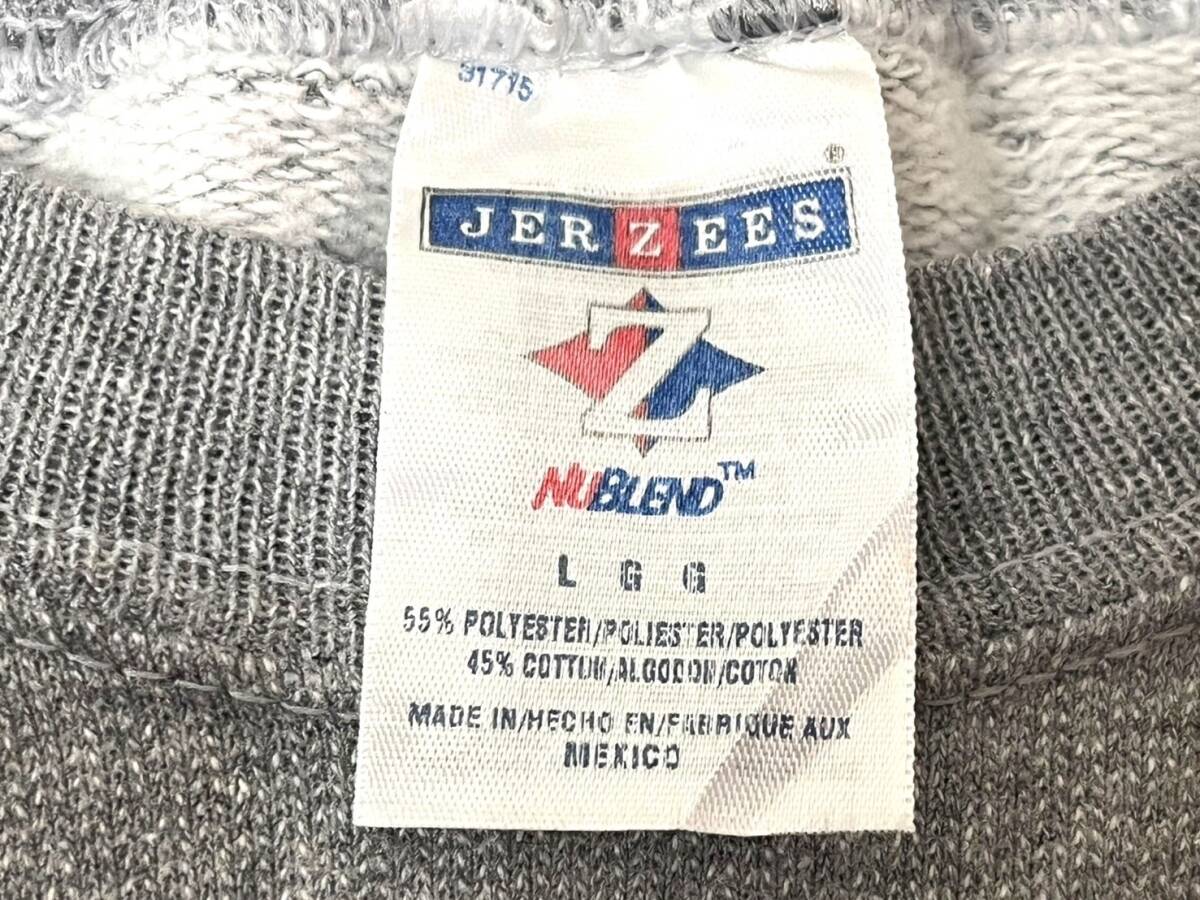 31715
®
JERZEES
Z
NUBLEND™
L G G
55% POLYESTER/POLIESTER/POLYESTER
45% COTTON/ALGODON/COTON
MADE IN/HECHO EN/FABRIQUE AUX
MEXICO